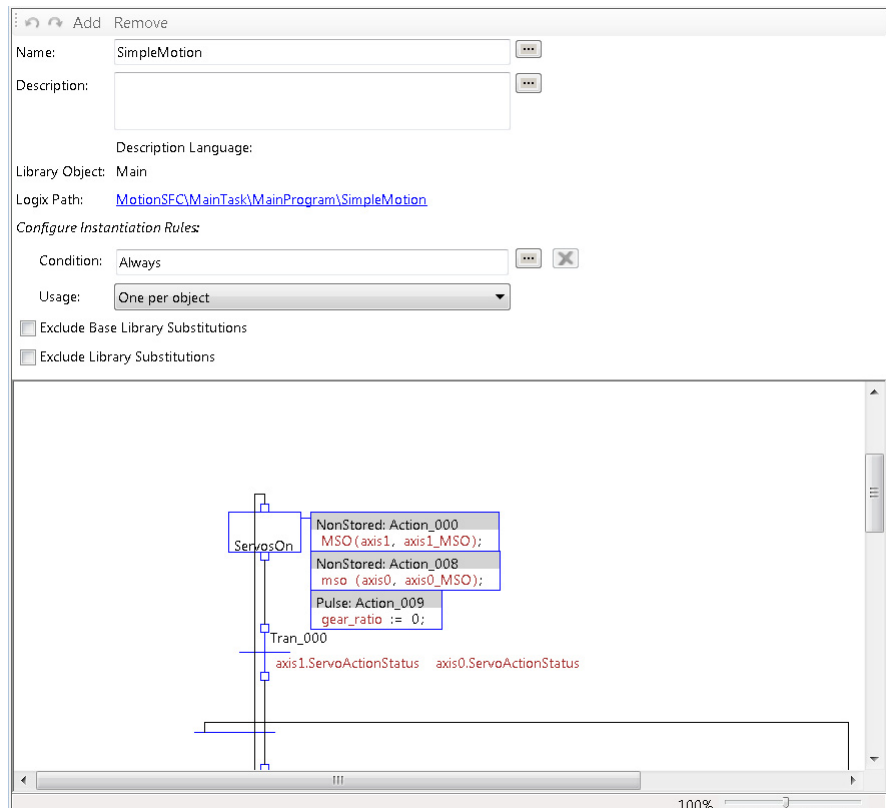 Add Remove
Name: SimpleMotion
Description:
Description Language:
Library Object: Main
Logix Path: MotionSFC\MainTask\MainProgram\SimpleMotion
Configure Instantiation Rules:
Condition: Always
Usage: One per object
Exclude Base Library Substitutions
Exclude Library Substitutions
ServosOn
NonStored: Action_000
MSO(axis1, axis1_MSO);
NonStored: Action_008
mso (axis0, axis0_MSO);
Pulse: Action_009
gear_ratio := 0;
Tran_000
axis1.ServoActionStatus axis0.ServoActionStatus
100%